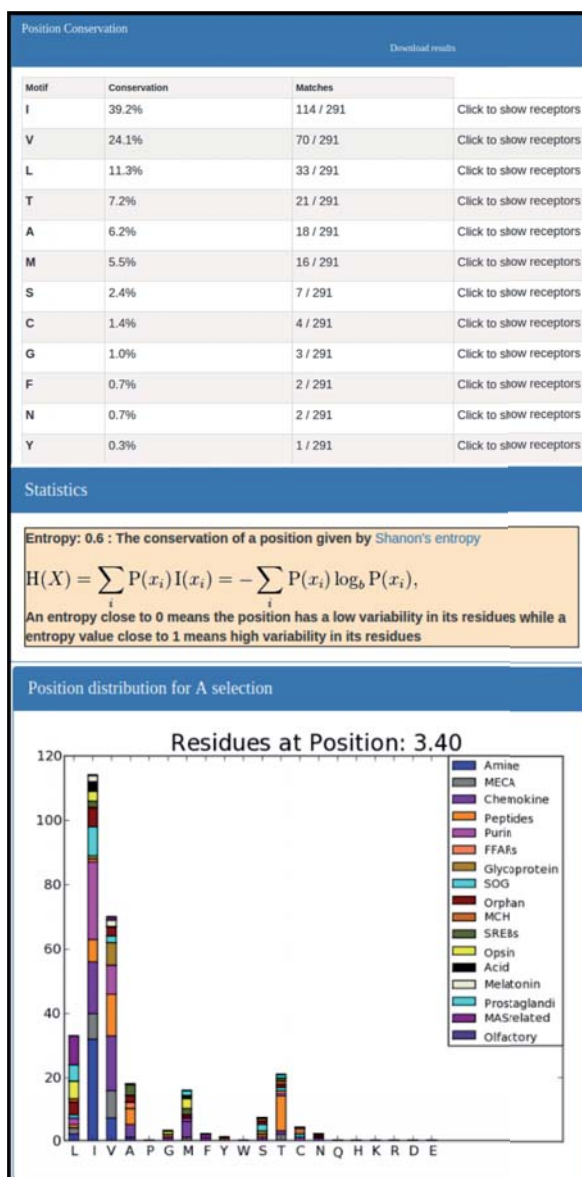 Position Conservation
Download results
Motif Conservation Matches
I 39.2% 114 / 291 Click to show receptors
V 24.1% 70 / 291 Click to show receptors
L 11.3% 33 / 291 Click to show receptors
T 7.2% 21 / 291 Click to show receptors
A 6.2% 18 / 291 Click to show receptors
M 5.5% 16 / 291 Click to show receptors
S 2.4% 7 / 291 Click to show receptors
C 1.4% 4 / 291 Click to show receptors
G 1.0% 3 / 291 Click to show receptors
F 0.7% 2 / 291 Click to show receptors
N 0.7% 2 / 291 Click to show receptors
Y 0.3% 1 / 291 Click to show receptors
Statistics
Entropy: 0.6 : The conservation of a position given by Shanon's entropy
H(X) = ∑i P(xi) I(xi) = − ∑i P(xi) logb P(xi),
An entropy close to 0 means the position has a low variability in its residues while a
entropy value close to 1 means high variability in its residues
Position distribution for A selection
Residues at Position: 3.40
120
100
80
60
40
20
0
Amine
MECA
Chemokine
Peptides
Purin
FFARs
Glycoprotein
SOG
Orphan
MCH
SREBs
Opsin
Acid
Melatonin
Prostaglandi
MASrelated
Olfactory
L I V A P G M F Y W S T C N Q H K R D E